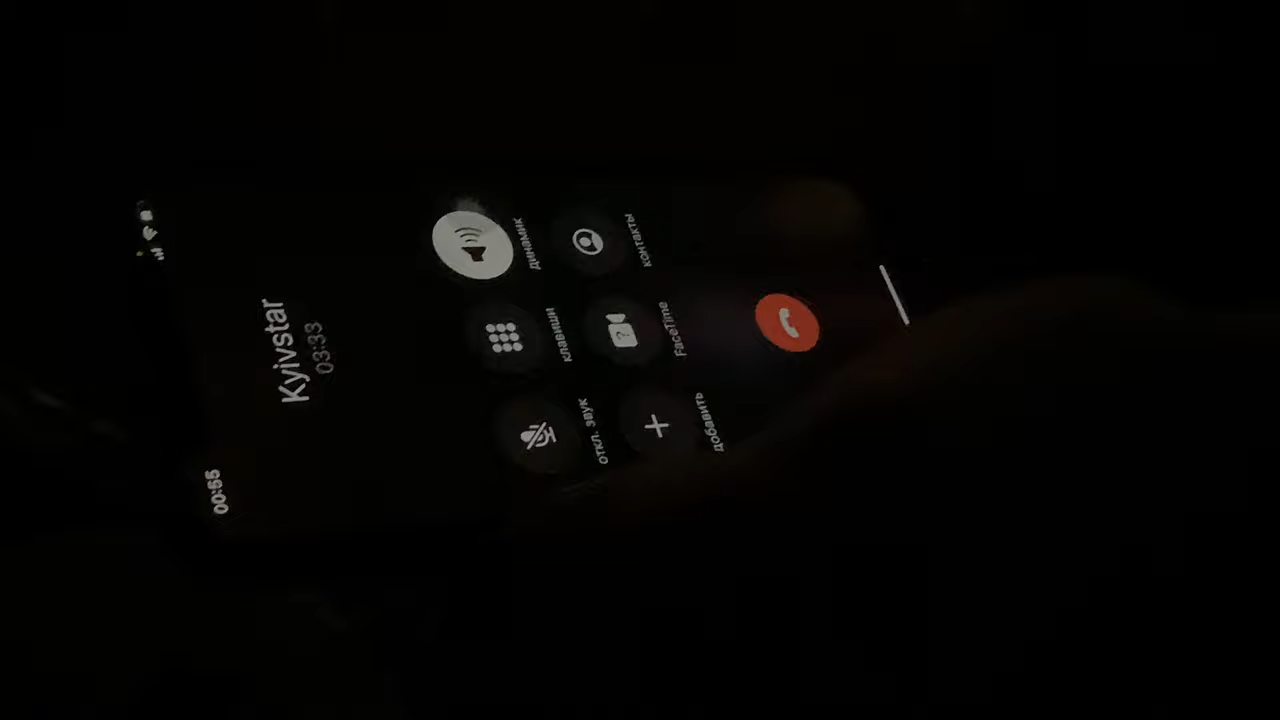 00:55
Kyivstar
03:33
откл. звук
клавиши
динамик
добавить
FaceTime
контакты